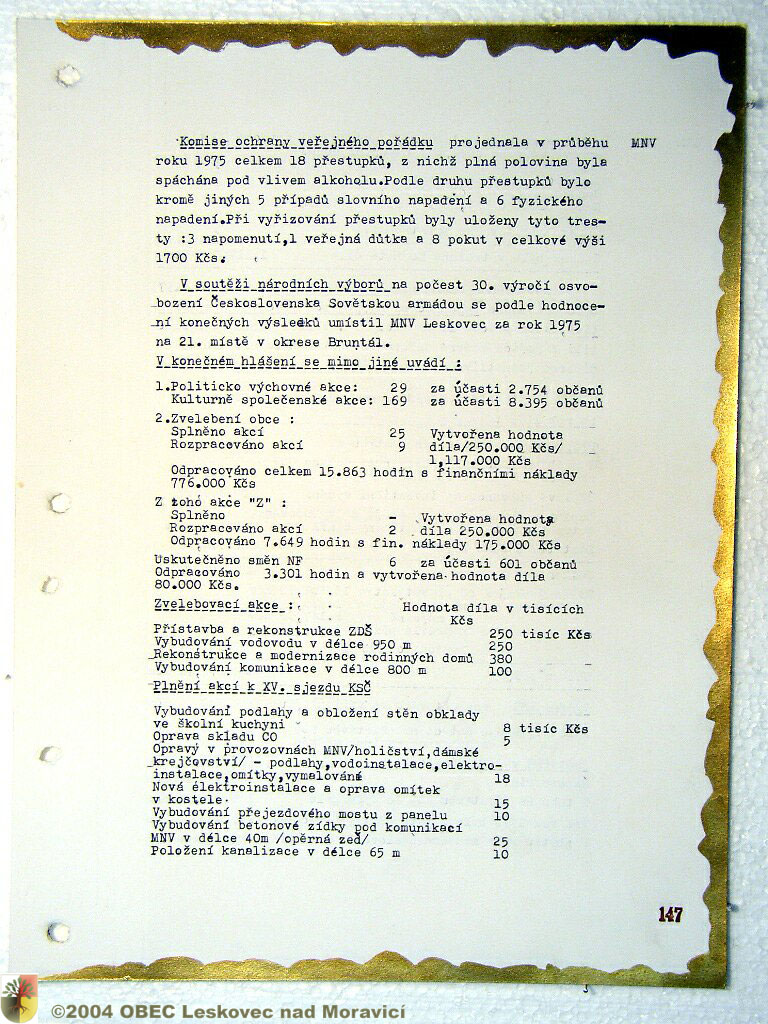 Komise ochrany veřejného pořádku projednala v průběhu MNV
roku 1975 celkem 18 přestupků, z nichž plná polovina byla
spáchána pod vlivem alkoholu.Podle druhu přestupků bylo
kromě jiných 5 případů slovního napadení a 6 fyzického
napadení.Při vyřizování přestupků byly uloženy tyto tres-
ty :3 napomenutí,1 veřejná důtka a 8 pokut v celkové výši
1700 Kčs.
V soutěži národních výborů na počest 30. výročí osvo-
bození Československa Sovětskou armádou se podle hodnoce-
ní konečných výsledků umístil MNV Leskovec za rok 1975
na 21. místě v okrese Bruntál.
V konečném hlášení se mimo jiné uvádí :
1.Politicko výchovné akce: 29 za účasti 2.754 občanů
Kulturně společenské akce: 169 za účasti 8.395 občanů
2.Zvelebení obce :
Splněno akcí 25 Vytvořena hodnota
Rozpracováno akcí 9 díla/250.000 Kčs/
1,117.000 Kčs
Odpracováno celkem 15.863 hodin s finančními náklady
776.000 Kčs
Z toho akce "Z" :
Splněno - Vytvořena hodnota
Rozpracováno akcí 2 díla 250.000 Kčs
Odpracováno 7.649 hodin s fin. náklady 175.000 Kčs
Uskutečněno směn NF 6 za účasti 601 občanů
Odpracováno 3.301 hodin a vytvořena hodnota díla
80.000 Kčs.
Zvelebovací akce : Hodnota díla v tisících
Kčs
Přístavba a rekonstrukce ZDŠ 250 tisíc Kčs
Vybudování vodovodu v délce 950 m 250
Rekonstrukce a modernizace rodinných domů 380
Vybudování komunikace v délce 800 m 100
Plnění akcí k XV. sjezdu KSČ
Vybudování podlahy a obložení stěn obklady
ve školní kuchyni 8 tisíc Kčs
Oprava skladu CO 5
Opravý v provozovnách MNV/holičství,dámské
krejčovství/ - podlahy,vodoinstalace,elektro-
instalace,omítky,vymalováné 18
Nová élektroinstalace a oprava omítek
v kostele 15
Vybudování přejezdového mostu z panelu 10
Vybudování betonové zídky pod komunikací
MNV v délce 40m /opěrná zeď/ 25
Položení kanalizace v délce 65 m 10
147
©2004 OBEC Leskovec nad Moravicí